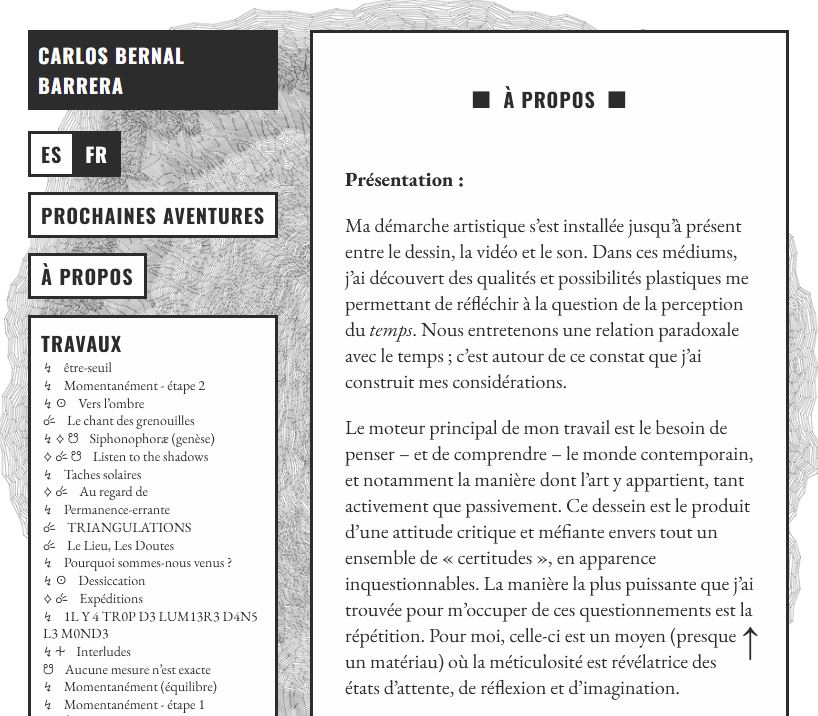 CARLOS BERNAL
BARRERA
ES FR
PROCHAINES AVENTURES
À PROPOS
TRAVAUX
↯ être-seuil
↯ Momentanément - étape 2
↯ ⊙ Vers l'ombre
☌ Le chant des grenouilles
↯ ✧ ☋ Siphonophoræ (genèse)
✧ ☌ ☋ Listen to the shadows
↯ Taches solaires
✧ ☌ Au regard de
↯ Permanence-errante
☌ TRIANGULATIONS
☌ Le Lieu, Les Doutes
↯ Pourquoi sommes-nous venus ?
↯ ⊙ Dessiccation
✧ ☌ Expéditions
↯ 1L Y 4 TR0P D3 LUM13R3 D4N5
L3 M0ND3
↯ ∔ Interludes
☋ Aucune mesure n'est exacte
↯ Momentanément (équilibre)
↯ Momentanément - étape 1
■ À PROPOS ■
Présentation :
Ma démarche artistique s'est installée jusqu'à présent
entre le dessin, la vidéo et le son. Dans ces médiums,
j'ai découvert des qualités et possibilités plastiques me
permettant de réfléchir à la question de la perception
du temps. Nous entretenons une relation paradoxale
avec le temps ; c'est autour de ce constat que j'ai
construit mes considérations.
Le moteur principal de mon travail est le besoin de
penser – et de comprendre – le monde contemporain,
et notamment la manière dont l'art y appartient, tant
activement que passivement. Ce dessein est le produit
d'une attitude critique et méfiante envers tout un
ensemble de « certitudes », en apparence
inquestionnables. La manière la plus puissante que j'ai
trouvée pour m'occuper de ces questionnements est la
répétition. Pour moi, celle-ci est un moyen (presque
un matériau) où la méticulosité est révélatrice des
états d'attente, de réflexion et d'imagination.
↑